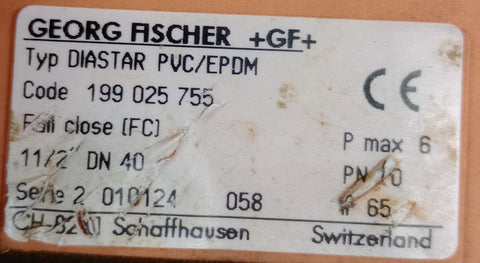 GEORG FISCHER +GF+
Typ DIASTAR PVC/EPDM
Code 199 025 755
CE
Fail close (FC)
P max 6
11/2" DN 40
PN 10
Serie 2 010124 058
IP 65
Schaffhausen Switzerland